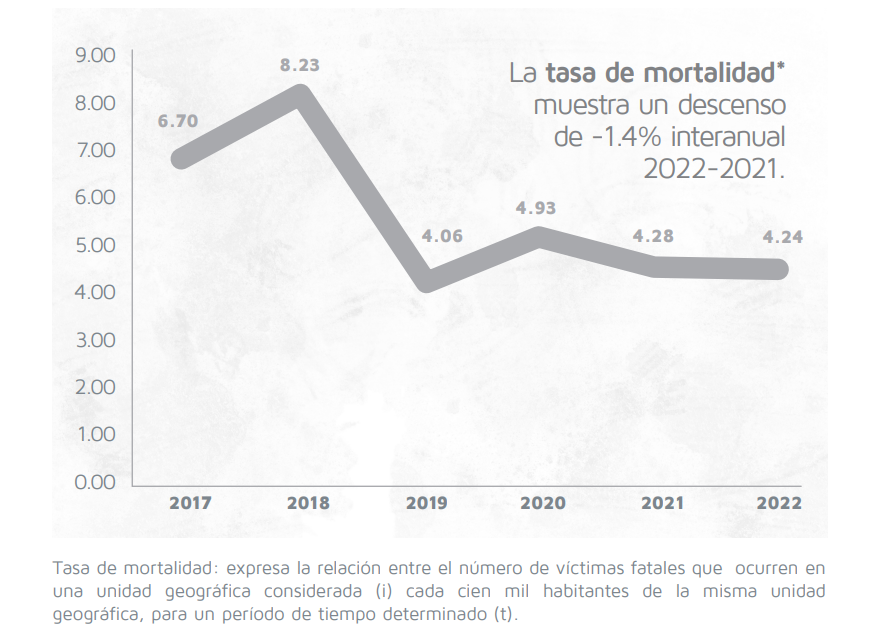 9.00
8.00
7.00
6.00
5.00
4.00
3.00
2.00
1.00
0.00
6.70
8.23
4.06
4.93
4.28
4.24
La tasa de mortalidad*
muestra un descenso
de -1.4% interanual
2022-2021.
2017 2018 2019 2020 2021 2022
Tasa de mortalidad: expresa la relación entre el número de víctimas fatales que ocurren en
una unidad geográfica considerada (i) cada cien mil habitantes de la misma unidad
geográfica, para un período de tiempo determinado (t).